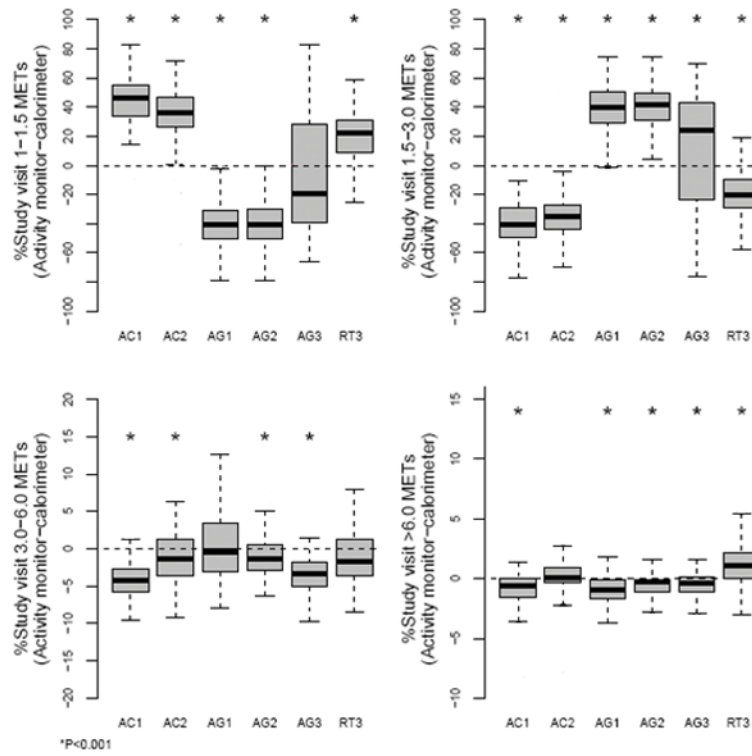 %Study visit 1−1.5 METs
(Activity monitor−calorimeter)
100
80
60
40
20
0
−20
−60
−100
* * * * *
AC1 AC2 AG1 AG2 AG3 RT3
%Study visit 1.5−3.0 METs
(Activity monitor−calorimeter)
100
80
60
40
20
0
−20
−60
−100
* * * * * *
AC1 AC2 AG1 AG2 AG3 RT3
%Study visit 3.0−6.0 METs
(Activity monitor−calorimeter)
20
15
10
5
0
−5
−10
−15
−20
* * * *
AC1 AC2 AG1 AG2 AG3 RT3
%Study visit >6.0 METs
(Activity monitor−calorimeter)
15
10
5
0
−5
−10
* * * * *
AC1 AC2 AG1 AG2 AG3 RT3
*P<0.001